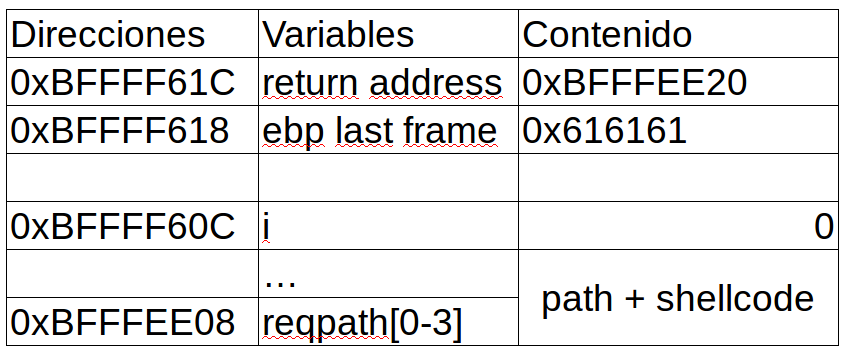 Direcciones Variables Contenido
0xBFFFF61C return address 0xBFFFEE20
0xBFFFF618 ebp last frame 0x616161
0xBFFFF60C i 0
...
path + shellcode
0xBFFFEE08 reqpath[0-3]